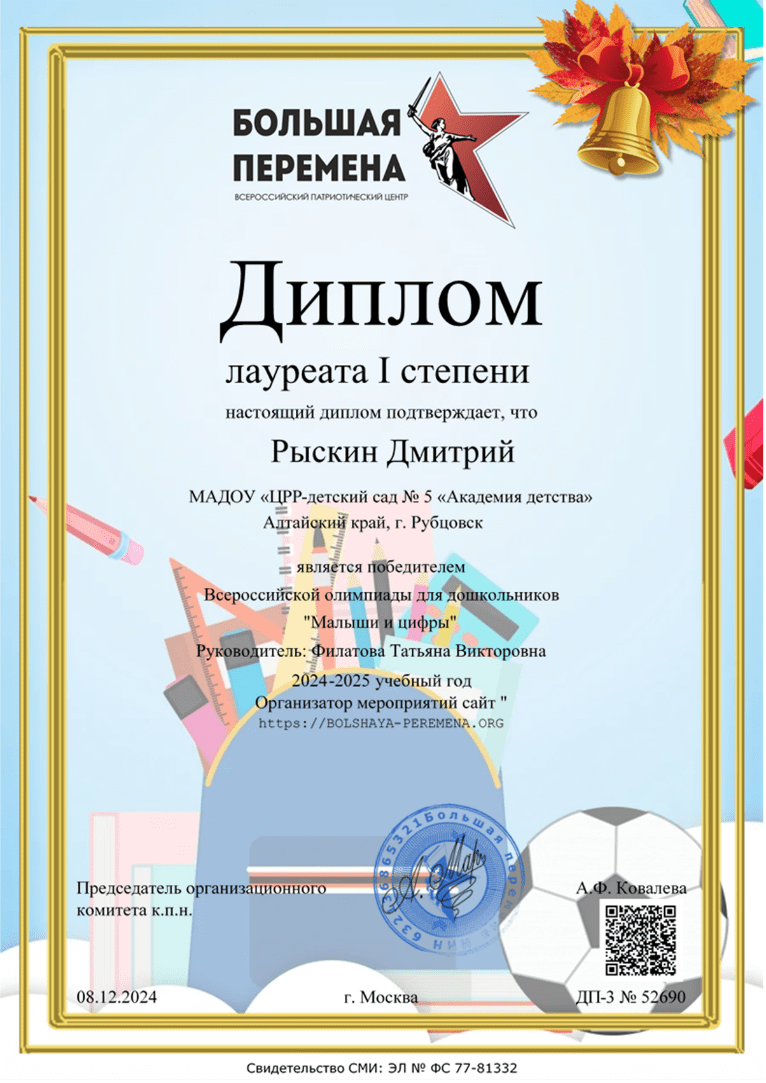 БОЛЬШАЯ
ПЕРЕМЕНА
ВСЕРОССИЙСКИЙ ПАТРИОТИЧЕСКИЙ ЦЕНТР
Диплом
лауреата I степени
настоящий диплом подтверждает, что
Рыскин Дмитрий
МАДОУ «ЦРР-детский сад № 5 «Академия детства»
Алтайский край, г. Рубцовск
является победителем
Всероссийской олимпиады для дошкольников
"Малыши и цифры"
Руководитель: Филатова Татьяна Викторовна
2024-2025 учебный год
Организатор мероприятий сайт "
https://BOLSHAYA-PEREMENA.ORG
Председатель организационного
комитета к.п.н.
Большая
А.Ф. Ковалева
08.12.2024
г. Москва
ДП-3 № 52690
Свидетельство СМИ: ЭЛ № ФС 77-81332